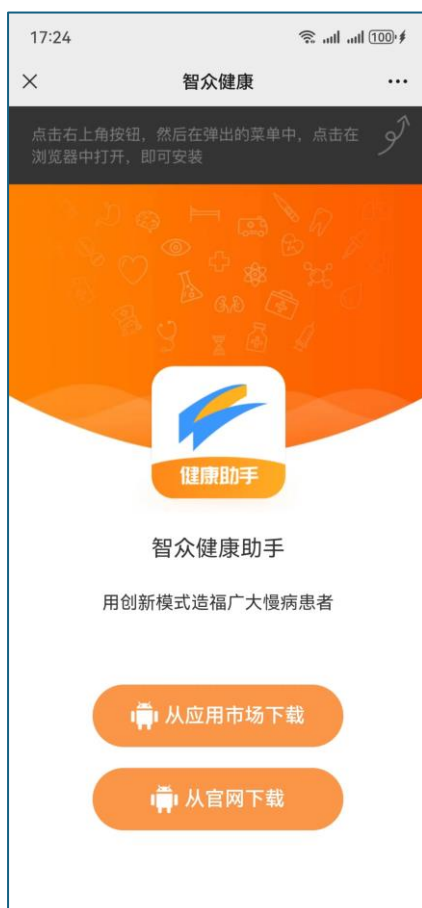 17:24
100
智众健康
点击右上角按钮，然后在弹出的菜单中，点击在
浏览器中打开，即可安装
健康助手
智众健康助手
用创新模式造福广大慢病患者
从应用市场下载
从官网下载